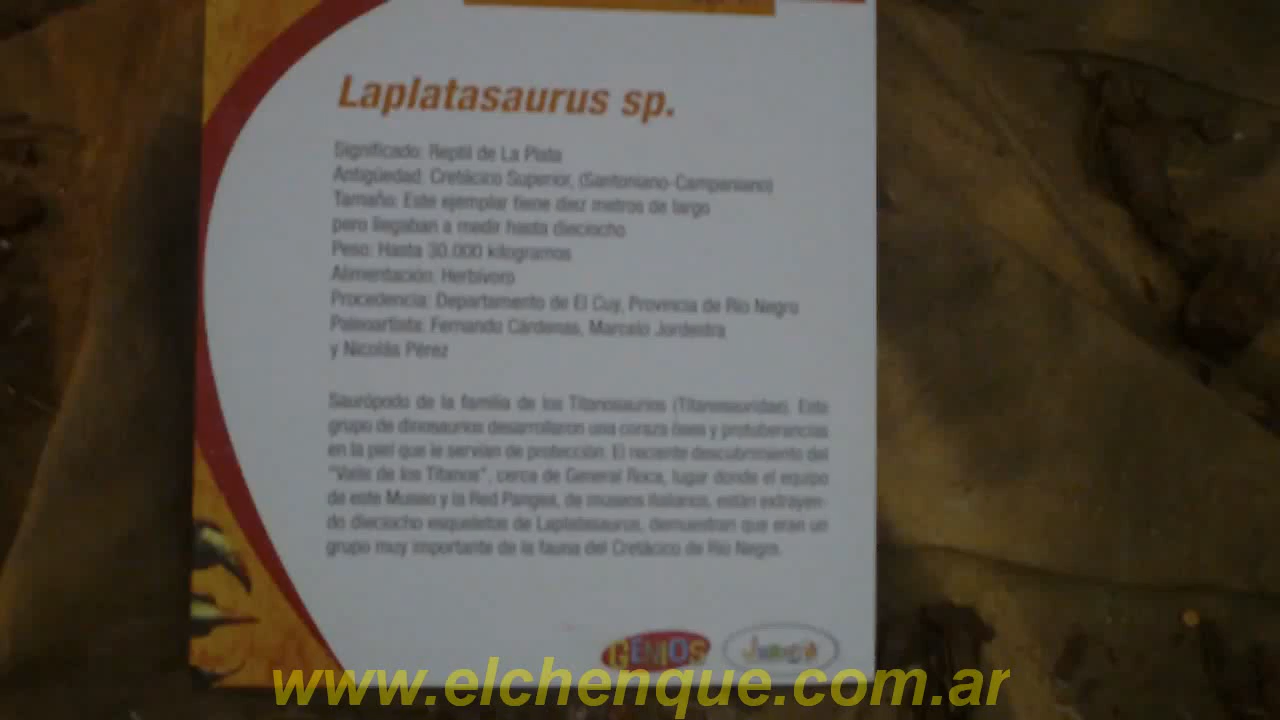 Laplatasaurus sp.
Significado: Reptil de La Plata
Antigüedad: Cretácico Superior, (Santoniano-Campaniano)
Tamaño: Este ejemplar tiene diez metros de largo
pero llegaban a medir hasta dieciocho
Peso: Hasta 30.000 kilogramos
Alimentación: Herbívoro
Procedencia: Departamento de El Cuy, Provincia de Río Negro
Paleoartista: Fernando Cárdenas, Marcelo
y Nicolás Pérez
Saurópodo de la familia de los Titanosaurios (Titanosauridae). Este
grupo de dinosaurios desarrollaron una coraza ósea y protuberancias
en la piel que le servían de protección. El reciente descubrimiento del
"Valle de los Titanes", cerca de General Roca, lugar donde el equipo
de este Museo y la Red Pangea, de museos italianos, están extrayen-
do dieciocho esqueletos de Laplatasaurus, demuestran que eran un
grupo muy importante de la fauna del Cretácico de Río Negro.
GENIOS
www.elchenque.com.ar